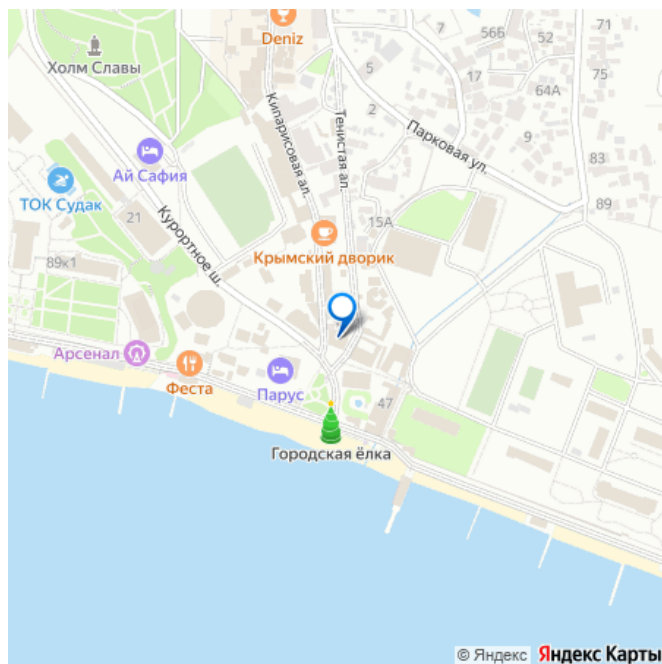 Deniz
56Б
52
71
Холм Славы
5
17
75
64А
Кипарисовая ал.
Тенистая ал.
2
Парковая ул.
9
83
Ай Сафия
ТОК Судак
21
15А
89
Курортное ш.
Крымский дворик
89к1
Арсенал
Феста
Парус
47
Городская ёлка
© Яндекс Яндекс Карты